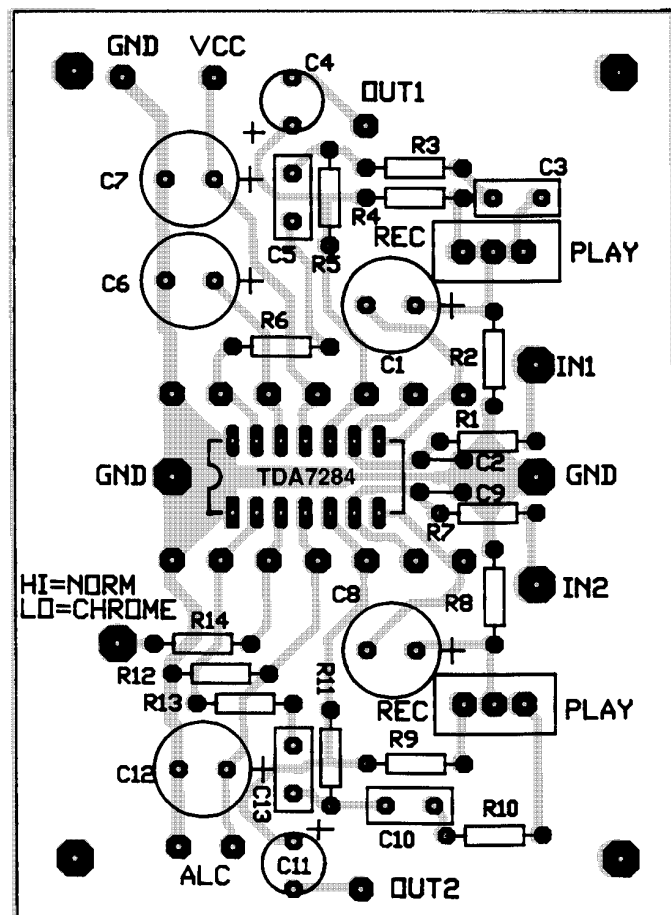 GND VCC C4
OUT1
C7 R3 C3
R4
REC PLAY
C5 R5
C6
R6 C1 R2 IN1
R1
C2
GND TDA7284 GND
C9
R7
HI=NORM C8 R8 IN2
LO=CHROME
R14
R12 R11
R13 REC PLAY
C12 R9
C13 C10 R10
C11
ALC OUT2